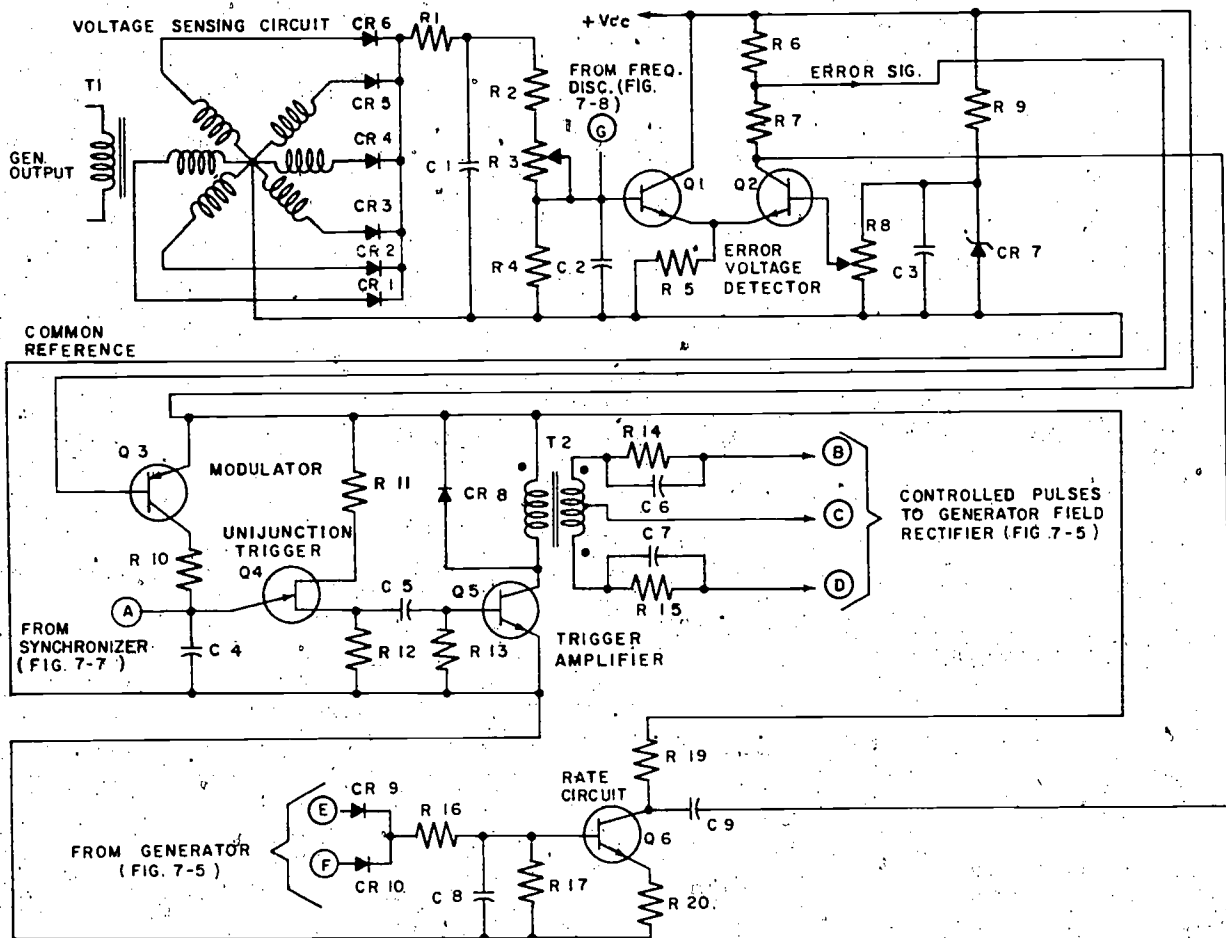 VOLTAGE SENSING CIRCUIT
CR 6
R 1
+ Vcc
R 6
FROM FREQ.
DISC. (FIG.
7-8)
ERROR SIG.
T1
CR 5
R 2
G
R 7
R 9
CR 4
GEN.
OUTPUT
C 1
R 3
Q1
Q2
CR 3
R 8
CR 2
R 4
C 2
R 5
ERROR
VOLTAGE
DETECTOR
C 3
CR 7
CR 1
COMMON
REFERENCE
Q 3
MODULATOR
R 11
CR 8
T 2
R 14
B
C 6
CONTROLLED PULSES
TO GENERATOR FIELD
RECTIFIER (FIG. 7-5)
C
UNIJUNCTION
TRIGGER
C 7
R 10
Q4
C 5
Q5
D
R 15
A
FROM
SYNCHRONIZER
(FIG. 7-7)
C 4
R 12
R 13
TRIGGER
AMPLIFIER
R 19
RATE
CIRCUIT
CR 9
E
R 16
C 9
Q6
FROM GENERATOR
(FIG. 7-5)
F
CR 10
C 8
R 17
R 20